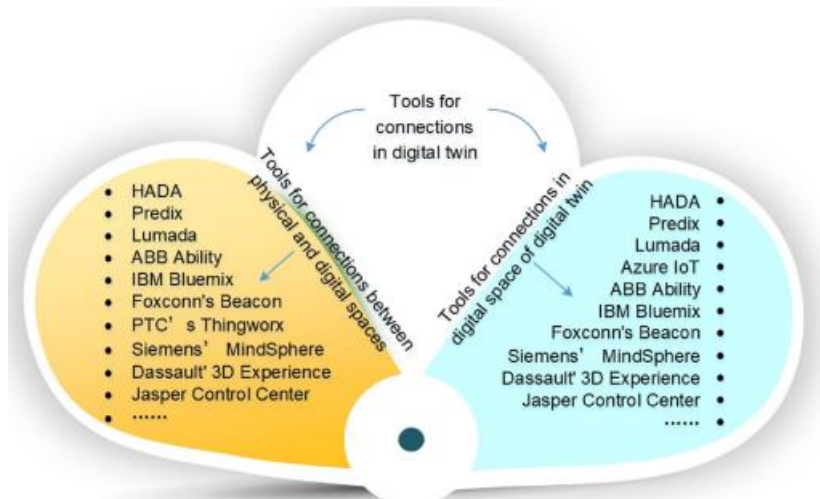 Tools for
connections
in digital twin
Tools for connections between
physical and digital spaces
• HADA
• Predix
• Lumada
• ABB Ability
• IBM Bluemix
• Foxconn's Beacon
• PTC’s Thingworx
• Siemens’ MindSphere
• Dassault' 3D Experience
• Jasper Control Center
• ······
Tools for connections in
digital space of digital twin
HADA •
Predix •
Lumada •
Azure IoT •
ABB Ability •
IBM Bluemix •
Foxconn's Beacon •
Siemens’ MindSphere •
Dassault' 3D Experience •
Jasper Control Center •
······ •